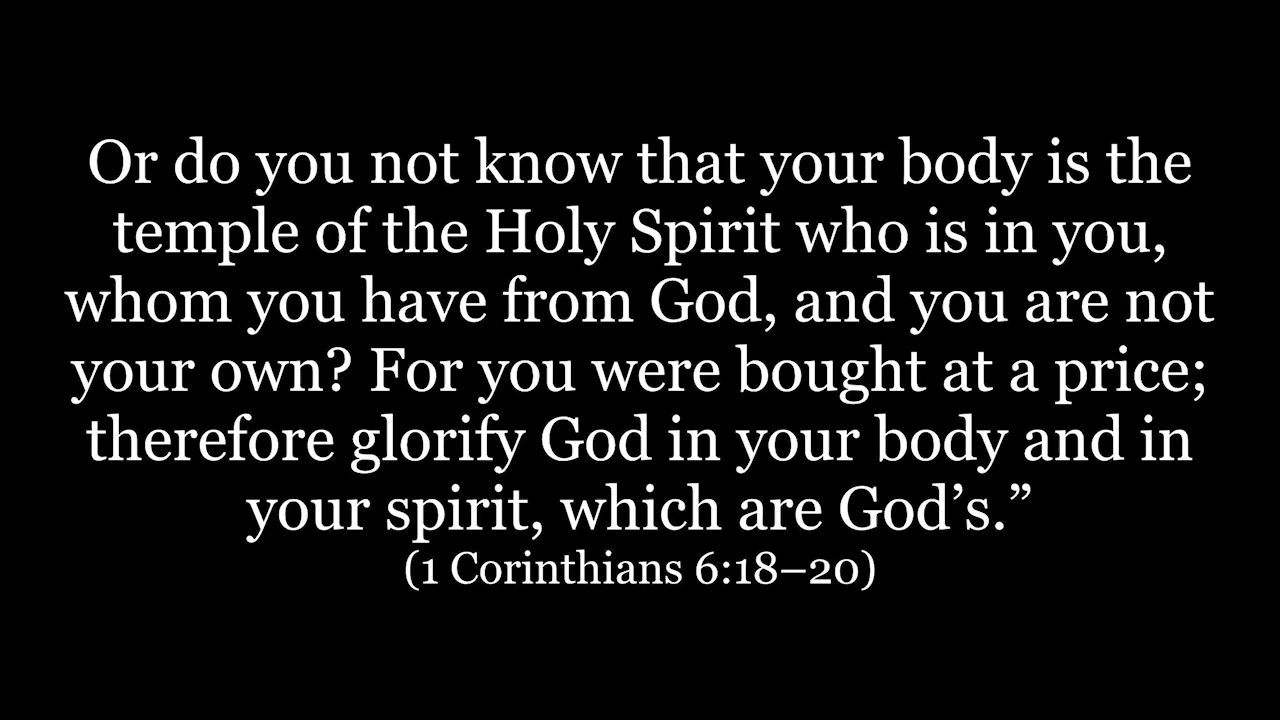 Or do you not know that your body is the
temple of the Holy Spirit who is in you,
whom you have from God, and you are not
your own? For you were bought at a price;
therefore glorify God in your body and in
your spirit, which are God’s.”
(1 Corinthians 6:18–20)